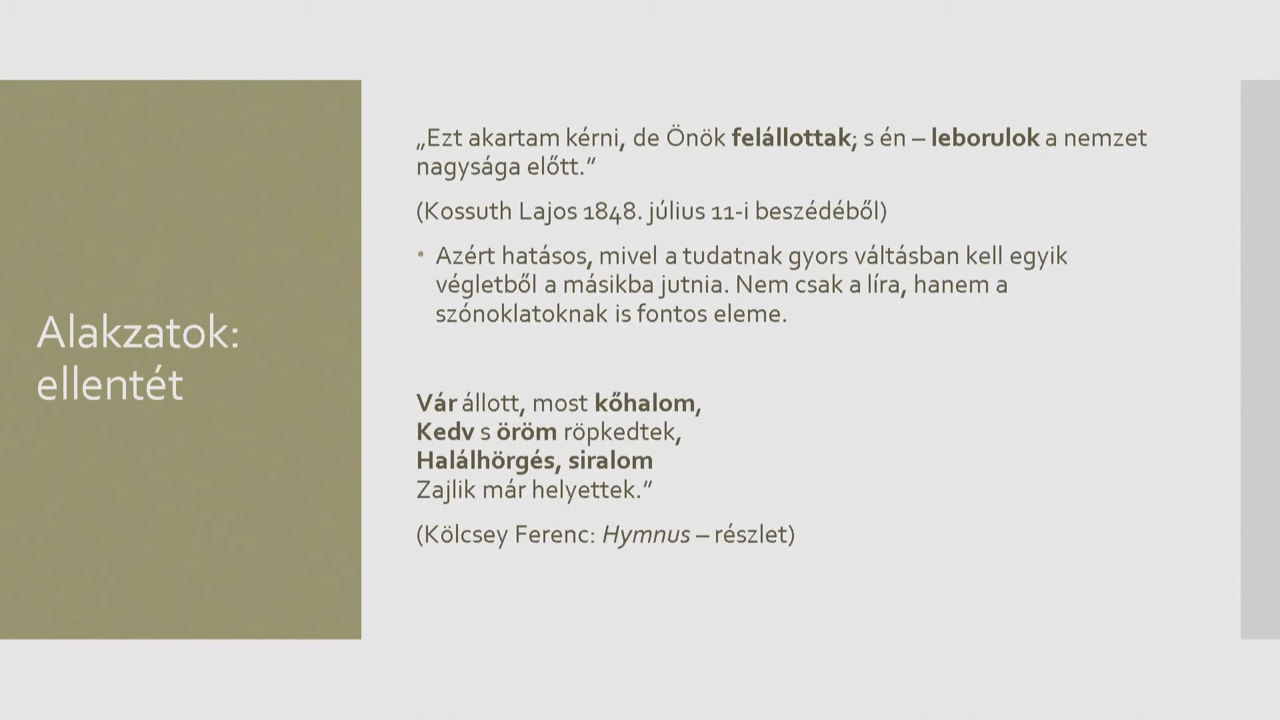 Alakzatok:
ellentét
„Ezt akartam kérni, de Önök felállottak; s én – leborulok a nemzet
nagysága előtt.”
(Kossuth Lajos 1848. július 11-i beszédéből)
• Azért hatásos, mivel a tudatnak gyors váltásban kell egyik
végletből a másikba jutnia. Nem csak a líra, hanem a
szónoklatoknak is fontos eleme.
Vár állott, most kőhalom,
Kedv s öröm röpkedtek,
Halálhörgés, siralom
Zajlik már helyettek.”
(Kölcsey Ferenc: Hymnus – részlet)